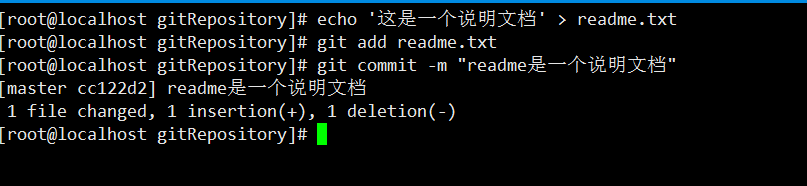 [root@localhost gitRepository]# echo '这是一个说明文档' > readme.txt
[root@localhost gitRepository]# git add readme.txt
[root@localhost gitRepository]# git commit -m "readme是一个说明文档"
[master cc122d2] readme是一个说明文档
 1 file changed, 1 insertion(+), 1 deletion(-)
[root@localhost gitRepository]#